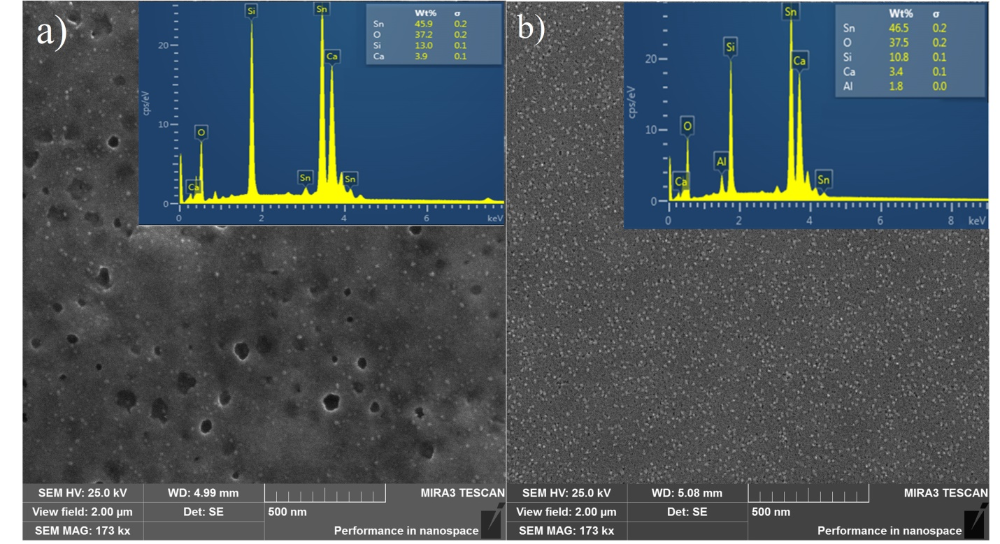 a)
Si
Sn
Wt% σ
Sn 45.9 0.2
O 37.2 0.2
Si 13.0 0.1
Ca 3.9 0.1
20
Ca
cps/eV
10
O
Sn
Sn
Ca
0
0 2 4 6 keV
b)
Sn
Wt% σ
Sn 46.5 0.2
O 37.5 0.2
Si 10.8 0.1
Ca 3.4 0.1
Al 1.8 0.0
Si
20
Ca
cps/eV
10
O
Al
Ca
Sn
0
0 2 4 6 8 keV
SEM HV: 25.0 kV WD: 4.99 mm MIRA3 TESCAN
View field: 2.00 µm Det: SE 500 nm
SEM MAG: 173 kx Performance in nanospace
SEM HV: 25.0 kV WD: 5.08 mm MIRA3 TESCAN
View field: 2.00 µm Det: SE 500 nm
SEM MAG: 173 kx Performance in nanospace